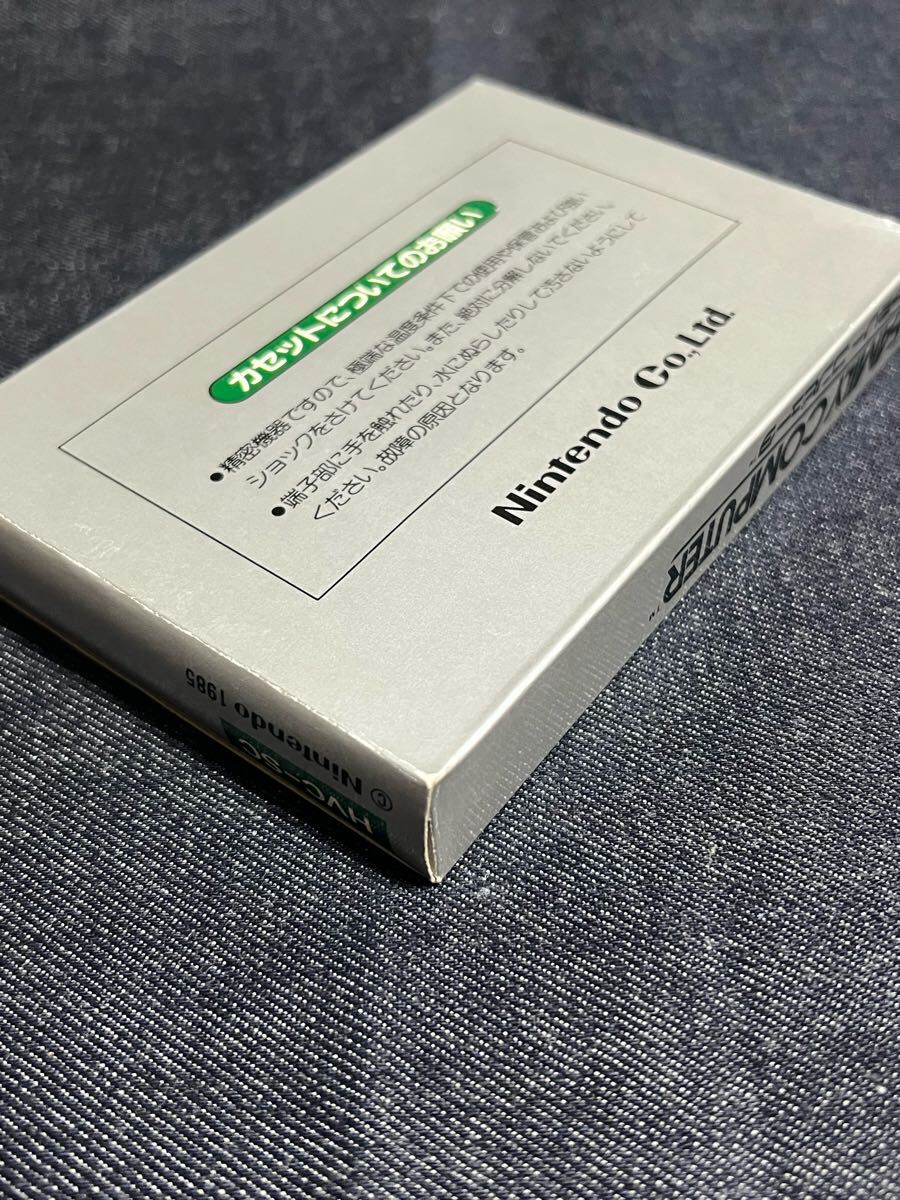 カセットについてのお願い
●精密機器ですので、極端な温度条件下での使用や保管および強い
ショックをさけてください。また、絶対に分解しないでください。
●端子部に手を触れたり、水にぬらしたりして汚さないようにして
ください。故障の原因となります。
Nintendo Co., Ltd.
FAMILY COMPUTER™
© Nintendo 1985